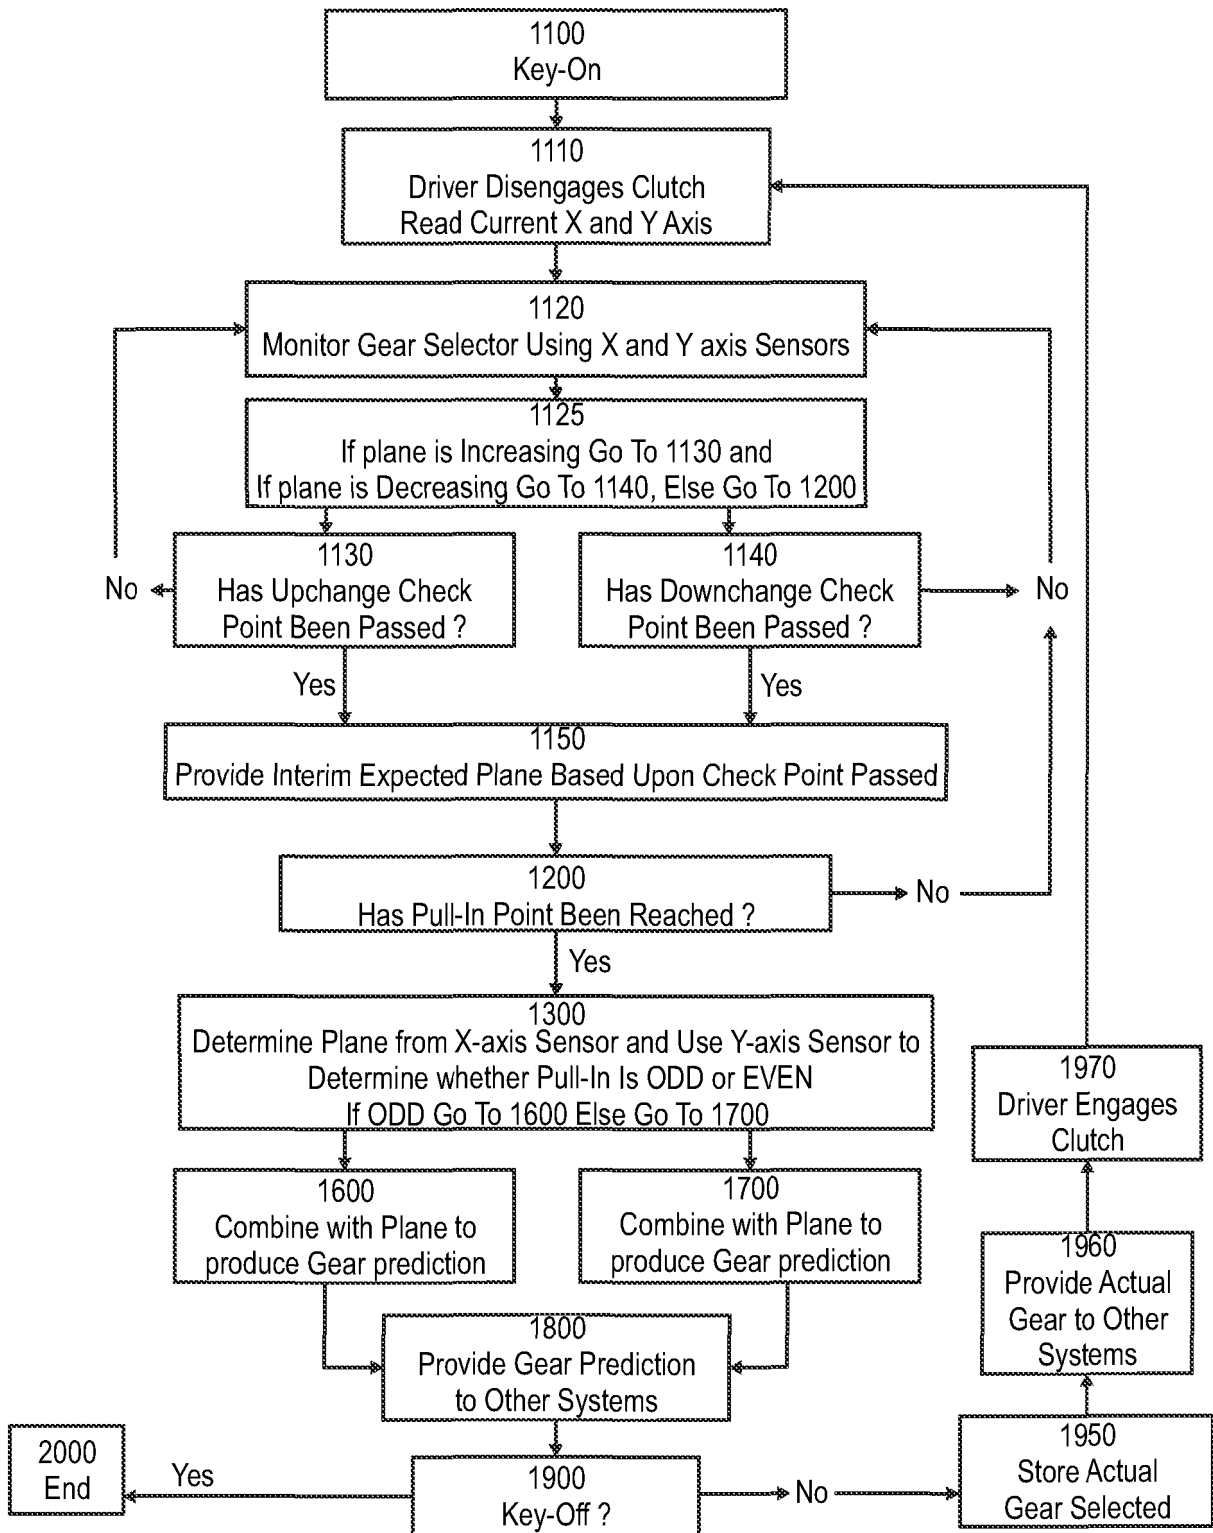 1100
Key-On
1110
Driver Disengages Clutch
Read Current X and Y Axis
1120
Monitor Gear Selector Using X and Y axis Sensors
1125
If plane is Increasing Go To 1130 and
If plane is Decreasing Go To 1140, Else Go To 1200
1130
Has Upchange Check
Point Been Passed ?
No
1140
Has Downchange Check
Point Been Passed ?
No
Yes
Yes
1150
Provide Interim Expected Plane Based Upon Check Point Passed
1200
Has Pull-In Point Been Reached ?
No
Yes
1300
Determine Plane from X-axis Sensor and Use Y-axis Sensor to
Determine whether Pull-In Is ODD or EVEN
If ODD Go To 1600 Else Go To 1700
1600
Combine with Plane to
produce Gear prediction
1700
Combine with Plane to
produce Gear prediction
1800
Provide Gear Prediction
to Other Systems
1900
Key-Off ?
Yes
2000
End
No
1950
Store Actual
Gear Selected
1960
Provide Actual
Gear to Other
Systems
1970
Driver Engages
Clutch